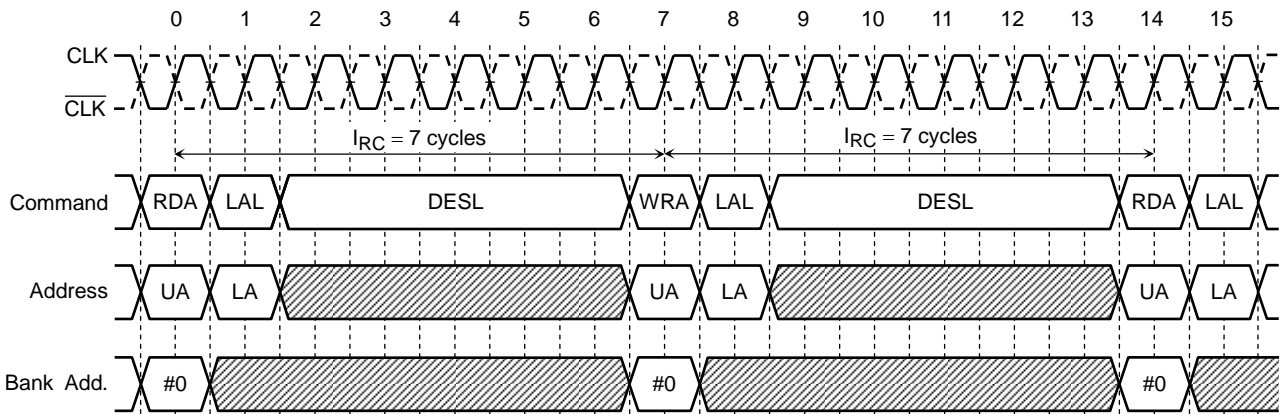 0 1 2 3 4 5 6 7 8 9 10 11 12 13 14 15
CLK
CLK
IRC = 7 cycles IRC = 7 cycles
Command RDA LAL DESL WRA LAL DESL RDA LAL
Address UA LA UA LA UA LA
Bank Add. #0 #0 #0